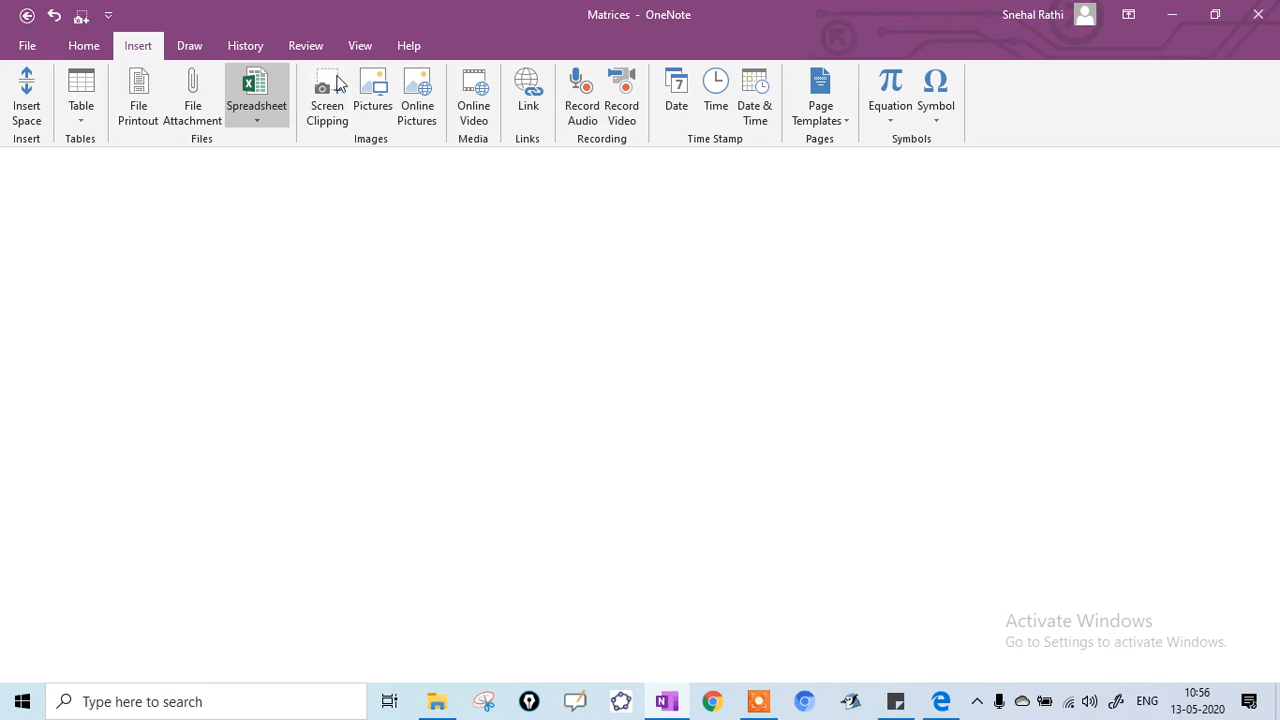 Matrices - OneNote
Snehal Rathi
File Home Insert Draw History Review View Help
Insert Space
Table
File Printout
File Attachment
Spreadsheet
Screen Clipping
Pictures
Online Pictures
Online Video
Link
Record Audio
Record Video
Date
Time
Date & Time
Page Templates
Equation
Symbol
Insert Tables Files Images Media Links Recording Time Stamp Pages Symbols
Activate Windows
Go to Settings to activate Windows.
Type here to search
ENG
10:56
13-05-2020